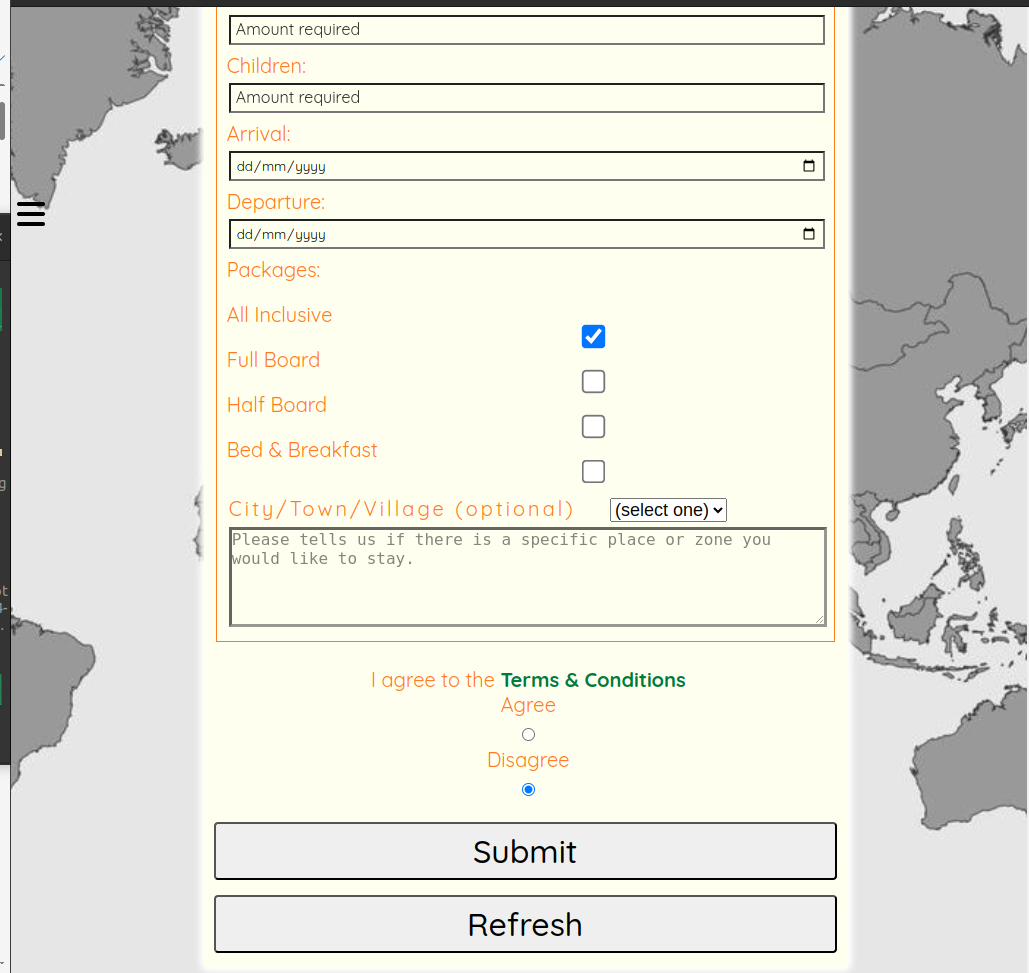 Amount required
Children:
Amount required
Arrival:
dd/mm/yyyy
Departure:
dd/mm/yyyy
Packages:
All Inclusive
Full Board
Half Board
Bed & Breakfast
City/Town/Village (optional) (select one)
Please tells us if there is a specific place or zone you
would like to stay.
I agree to the Terms & Conditions
Agree
Disagree
Submit
Refresh